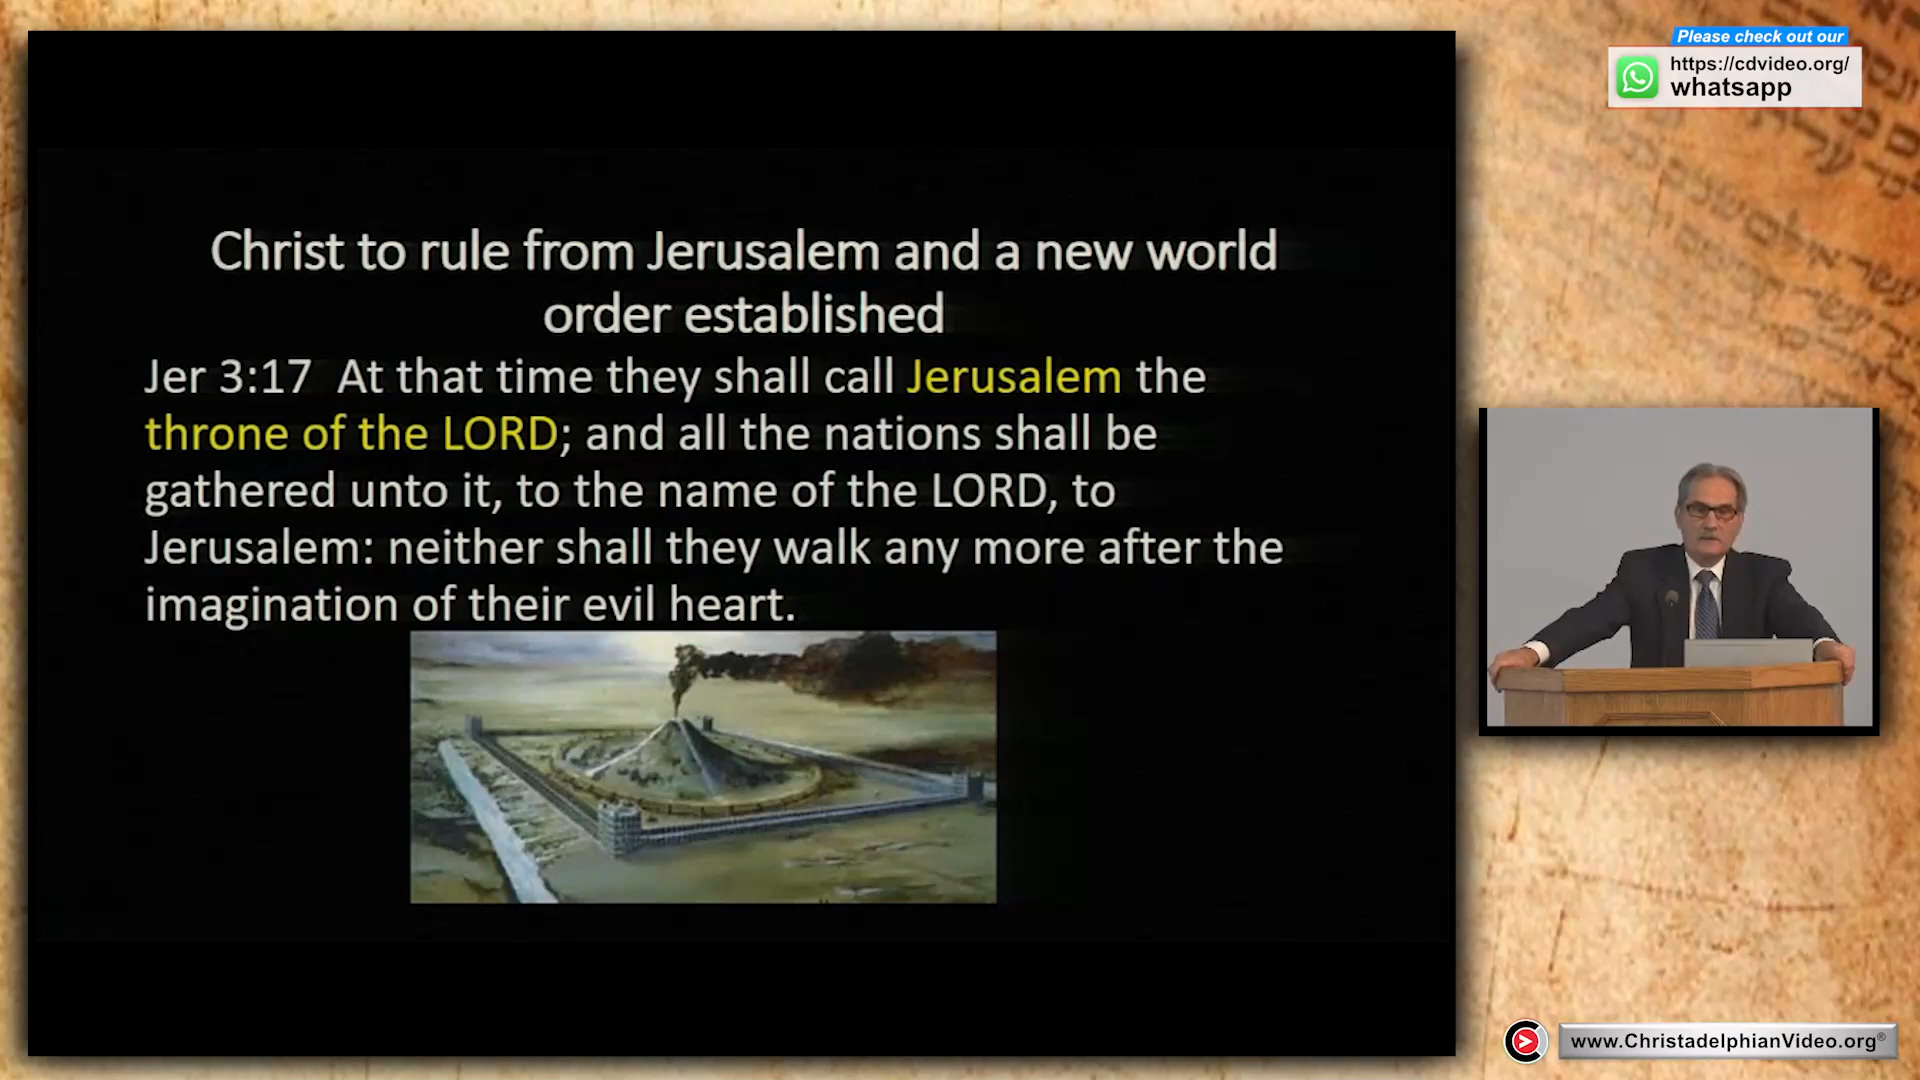 Please check out our
https://cdvideo.org/
whatsapp
Christ to rule from Jerusalem and a new world
order established
Jer 3:17  At that time they shall call Jerusalem the
throne of the LORD; and all the nations shall be
gathered unto it, to the name of the LORD, to
Jerusalem: neither shall they walk any more after the
imagination of their evil heart.
www.ChristadelphianVideo.org®